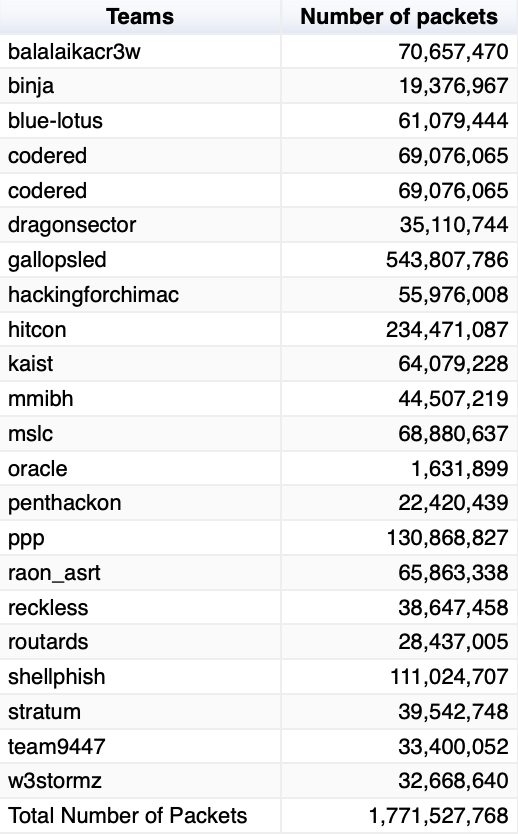 Teams Number of packets
balalaikacr3w 70,657,470
binja 19,376,967
blue-lotus 61,079,444
codered 69,076,065
codered 69,076,065
dragonsector 35,110,744
gallopsled 543,807,786
hackingforchimac 55,976,008
hitcon 234,471,087
kaist 64,079,228
mmibh 44,507,219
mslc 68,880,637
oracle 1,631,899
penthackon 22,420,439
ppp 130,868,827
raon_asrt 65,863,338
reckless 38,647,458
routards 28,437,005
shellphish 111,024,707
stratum 39,542,748
team9447 33,400,052
w3stormz 32,668,640
Total Number of Packets 1,771,527,768